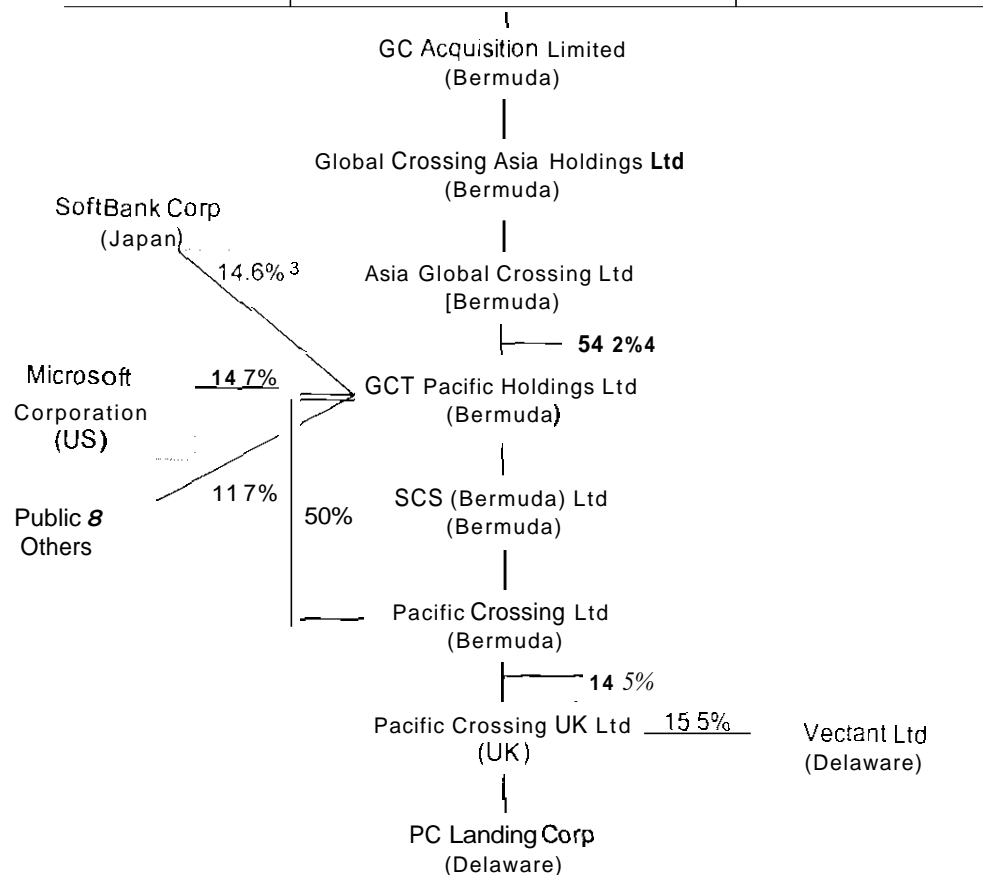 GC Acquisition Limited
(Bermuda)
Global Crossing Asia Holdings Ltd
(Bermuda)
SoftBank Corp
(Japan)
14.6% 3
Asia Global Crossing Ltd
[Bermuda)
54 2%4
Microsoft
Corporation
(US)
14 7%
GCT Pacific Holdings Ltd
(Bermuda)
11 7%
Public 8
Others
50%
SCS (Bermuda) Ltd
(Bermuda)
Pacific Crossing Ltd
(Bermuda)
14 5%
Pacific Crossing UK Ltd
(UK)
15 5%
Vectant Ltd
(Delaware)
PC Landing Corp
(Delaware)